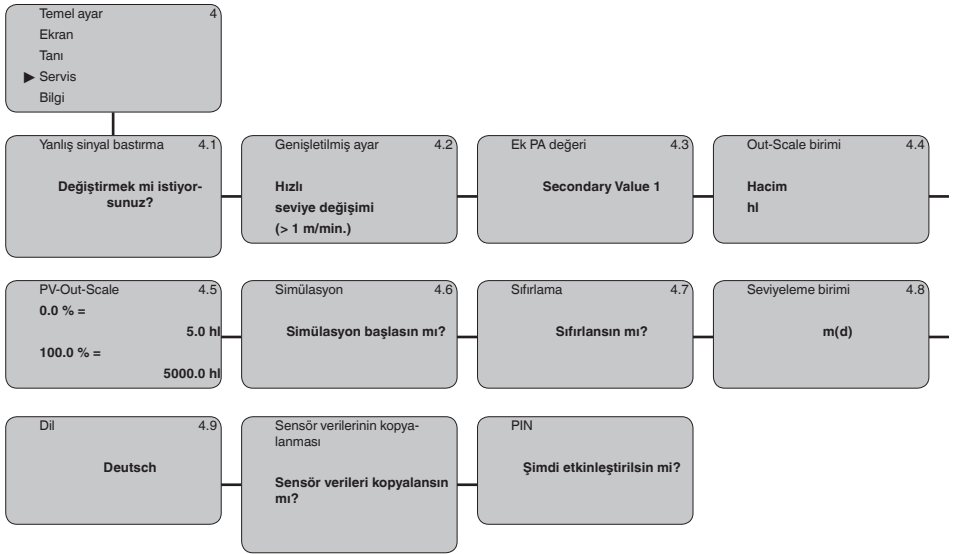 Temel ayar 4
Ekran
Tanı
▶ Servis
Bilgi
Yanlış sinyal bastırma 4.1
Değiştirmek mi istiyor-
sunuz?
Genişletilmiş ayar 4.2
Hızlı
seviye değişimi
(> 1 m/min.)
Ek PA değeri 4.3
Secondary Value 1
Out-Scale birimi 4.4
Hacim
hl
PV-Out-Scale 4.5
0.0 % =
5.0 hl
100.0 % =
5000.0 hl
Simülasyon 4.6
Simülasyon başlasın mı?
Sıfırlama 4.7
Sıfırlansın mı?
Seviyeleme birimi 4.8
m(d)
Dil 4.9
Deutsch
Sensör verilerinin kopya-
lanması
Sensör verileri kopyalansın
mı?
PIN
Şimdi etkinleştirilsin mi?